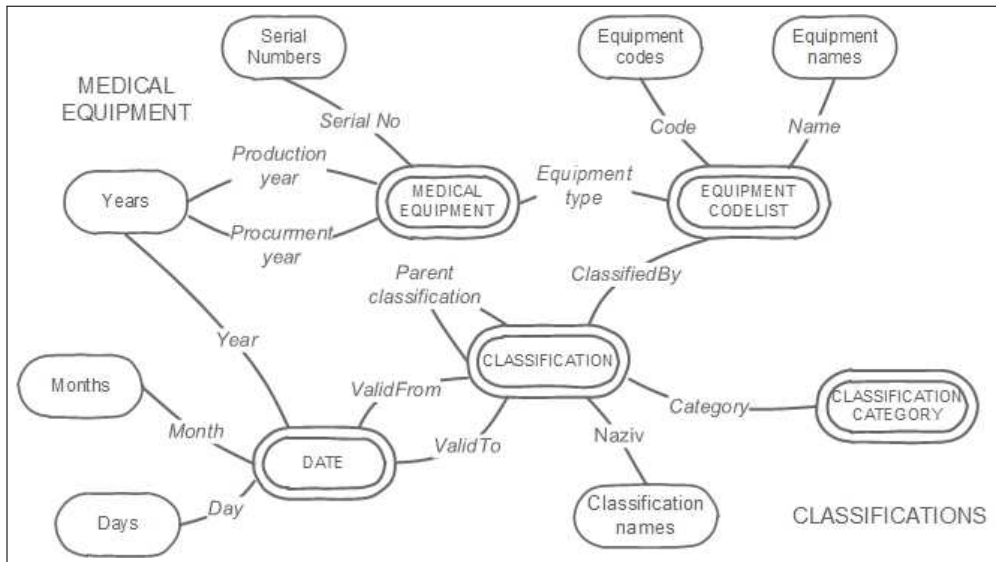 Serial
Numbers
Equipment
codes
Equipment
names
MEDICAL
EQUIPMENT
Serial No
Code
Name
Production
year
Years
MEDICAL
EQUIPMENT
Equipment
type
EQUIPMENT
CODELIST
Procurment
year
Parent
classification
ClassifiedBy
Year
CLASSIFICATION
Months
ValidFrom
Category
CLASSIFICATION
CATEGORY
Month
ValidTo
Naziv
DATE
Day
Days
Classification
names
CLASSIFICATIONS